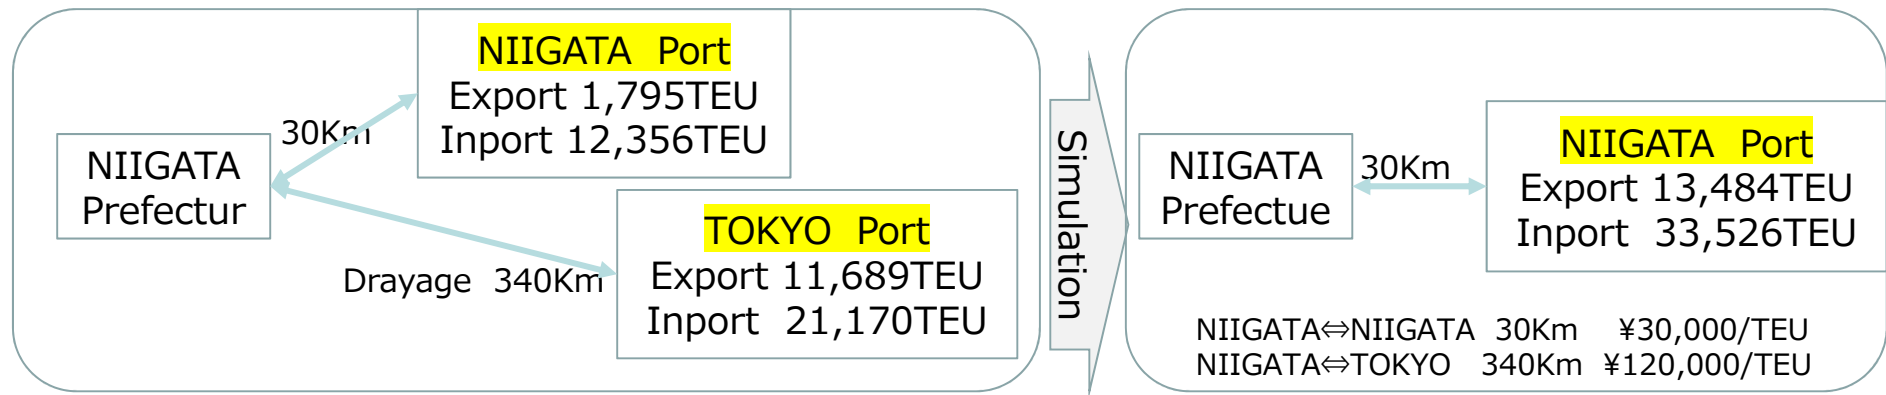 NIIGATA  Port
Export 1,795TEU
Inport 12,356TEU
30Km
NIIGATA
Prefectur
TOKYO  Port
Export 11,689TEU
Inport  21,170TEU
Drayage  340Km
Simulation
NIIGATA
Prefectue
30Km
NIIGATA  Port
Export 13,484TEU
Inport  33,526TEU
NIIGATA⇔NIIGATA  30Km    ¥30,000/TEU
NIIGATA⇔TOKYO   340Km  ¥120,000/TEU